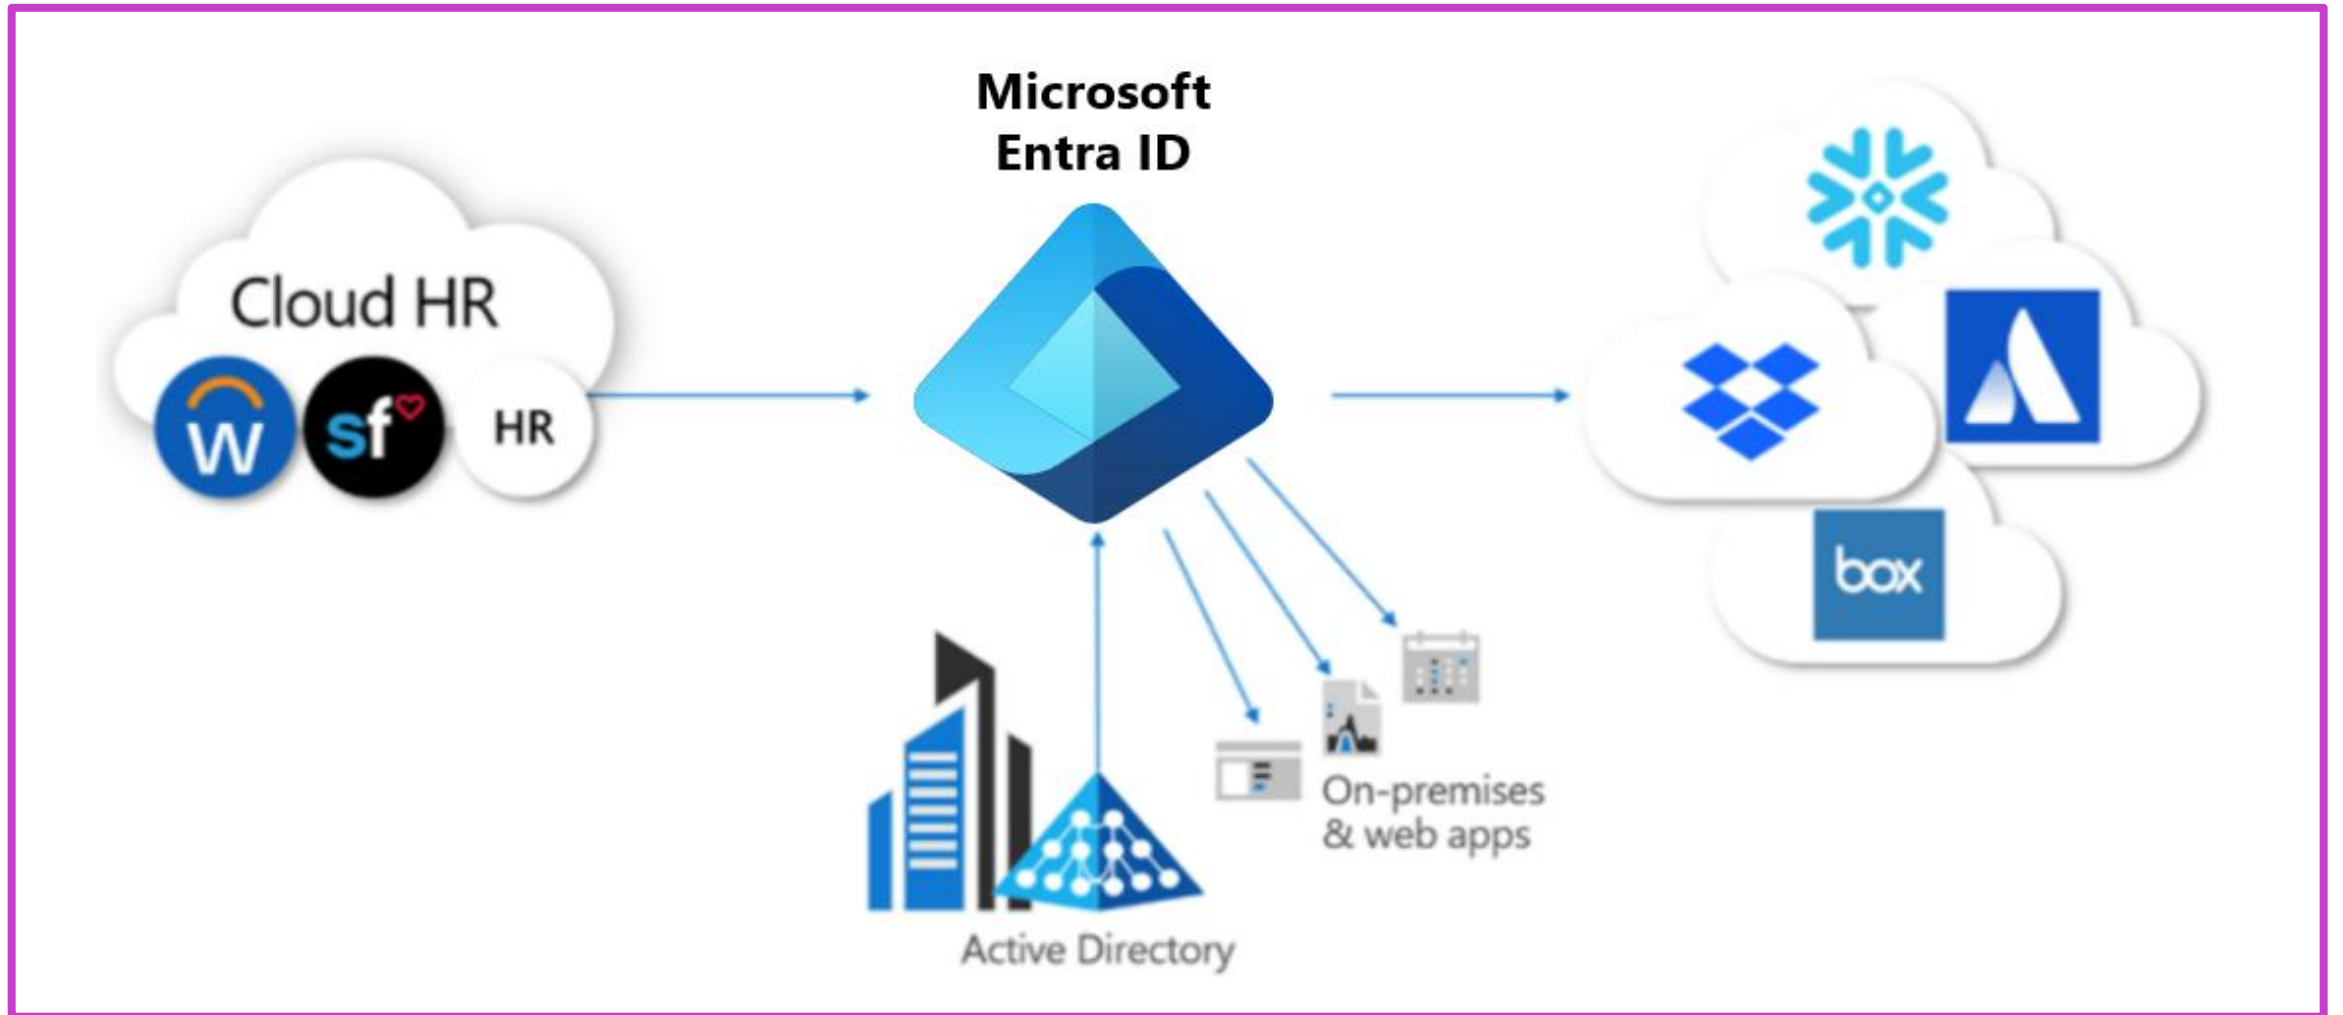 Microsoft
Entra ID
Cloud HR
W
sf
HR
box
On-premises
& web apps
Active Directory